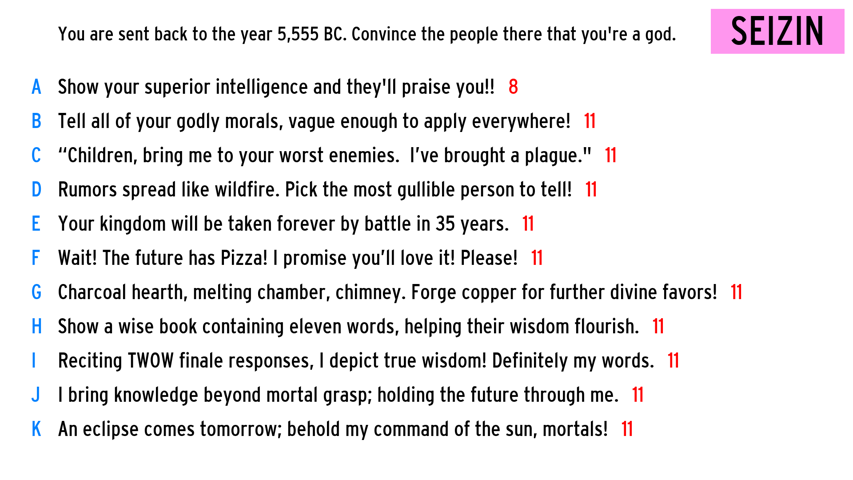 You are sent back to the year 5,555 BC. Convince the people there that you're a god.
SEIZIN
A Show your superior intelligence and they'll praise you!! 8
B Tell all of your godly morals, vague enough to apply everywhere! 11
C “Children, bring me to your worst enemies.  I’ve brought a plague." 11
D Rumors spread like wildfire. Pick the most gullible person to tell! 11
E Your kingdom will be taken forever by battle in 35 years. 11
F Wait! The future has Pizza! I promise you’ll love it! Please! 11
G Charcoal hearth, melting chamber, chimney. Forge copper for further divine favors! 11
H Show a wise book containing eleven words, helping their wisdom flourish. 11
I Reciting TWOW finale responses, I depict true wisdom! Definitely my words. 11
J I bring knowledge beyond mortal grasp; holding the future through me. 11
K An eclipse comes tomorrow; behold my command of the sun, mortals! 11